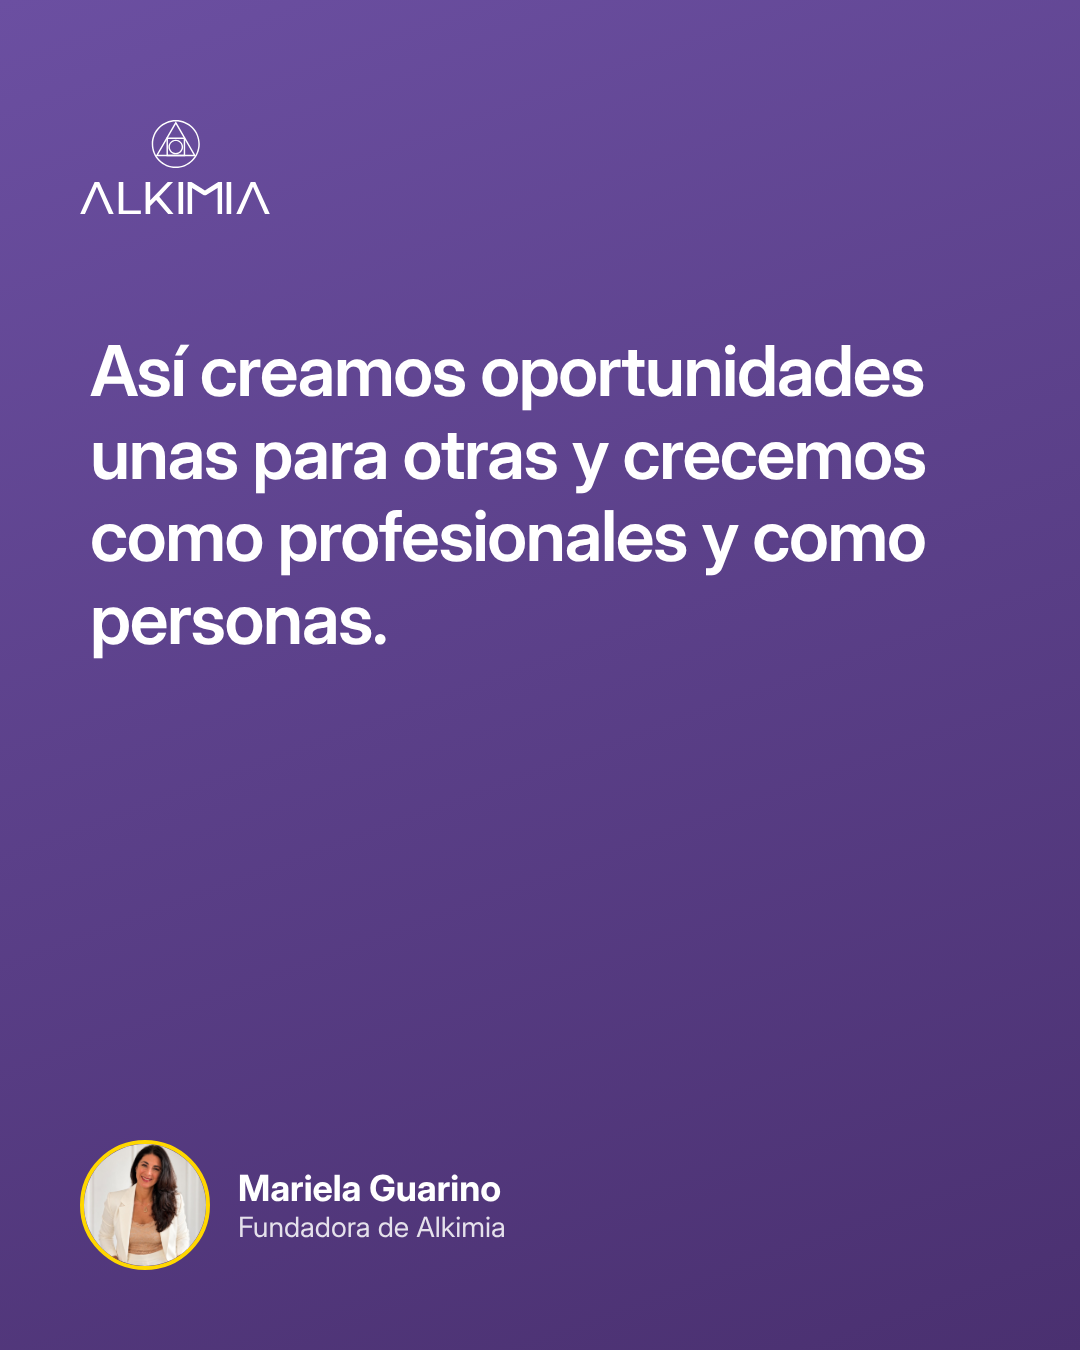 ALKIMIA
Así creamos oportunidades
unas para otras y crecemos
como profesionales y como
personas.
Mariela Guarino
Fundadora de Alkimia